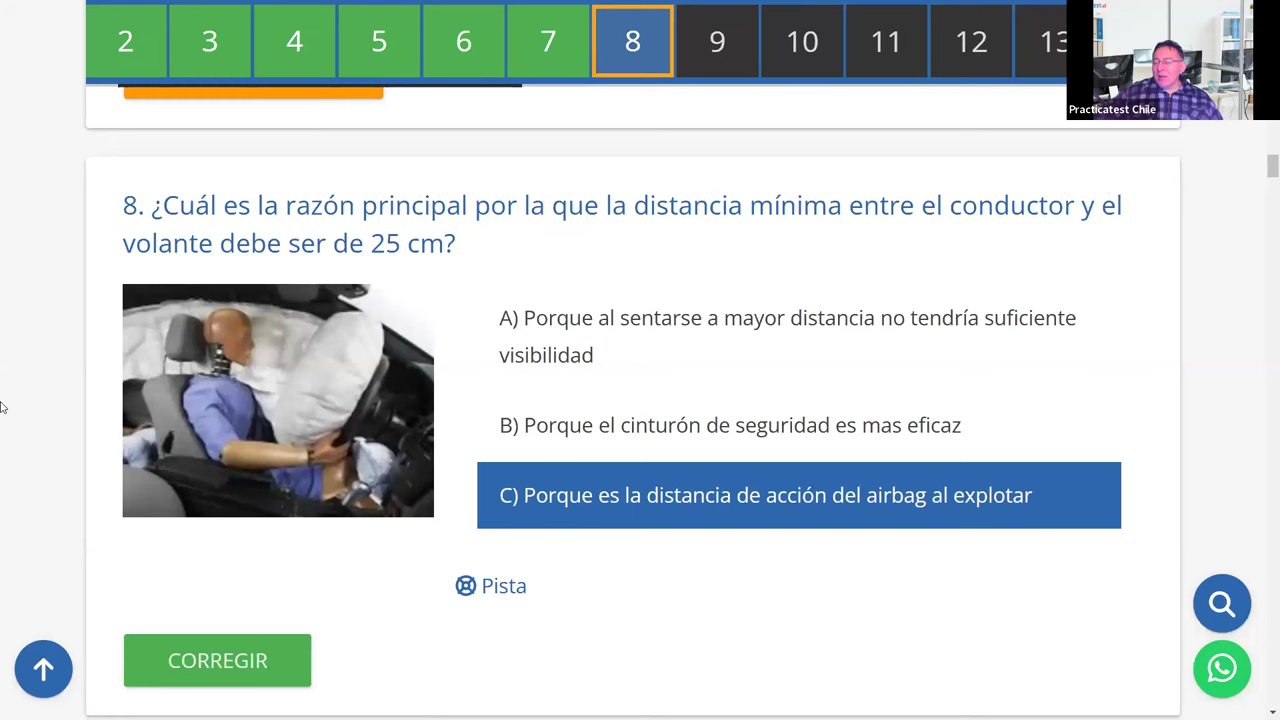 2 3 4 5 6 7 8 9 10 11 12 13
Practicatest Chile
8. ¿Cuál es la razón principal por la que la distancia mínima entre el conductor y el
volante debe ser de 25 cm?
A) Porque al sentarse a mayor distancia no tendría suficiente
visibilidad
B) Porque el cinturón de seguridad es mas eficaz
C) Porque es la distancia de acción del airbag al explotar
Pista
CORREGIR